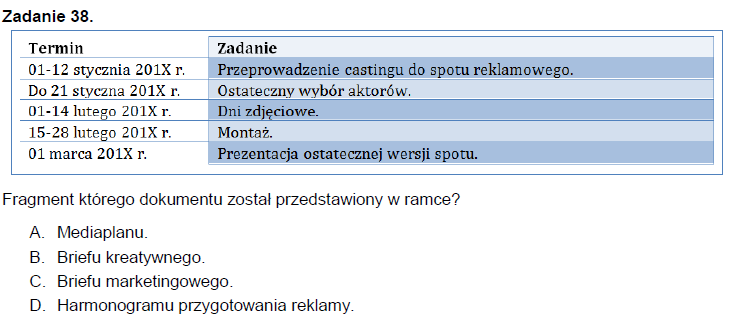 Zadanie 38.
Termin Zadanie
01-12 stycznia 201X r. Przeprowadzenie castingu do spotu reklamowego.
Do 21 styczna 201X r. Ostateczny wybór aktorów.
01-14 lutego 201X r. Dni zdjęciowe.
15-28 lutego 201X r. Montaż.
01 marca 201X r. Prezentacja ostatecznej wersji spotu.
Fragment którego dokumentu został przedstawiony w ramce?
A. Mediaplanu.
B. Briefu kreatywnego.
C. Briefu marketingowego.
D. Harmonogramu przygotowania reklamy.